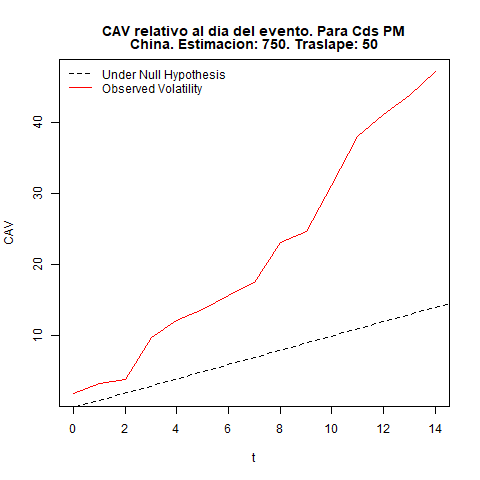 CAV relativo al dia del evento. Para Cds PM
China. Estimacion: 750. Traslape: 50
Under Null Hypothesis
Observed Volatility
CAV
40
30
20
10
0 2 4 6 8 10 12 14
t